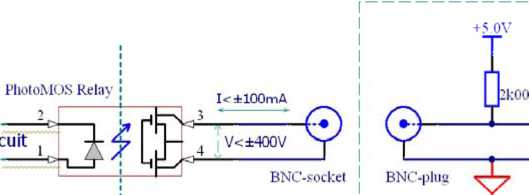 +5.0V
PhotoMOS Relay
I<±100mA
2k00
2
3
cuit
V<±400V
1
4
BNC-socket
BNC-plug